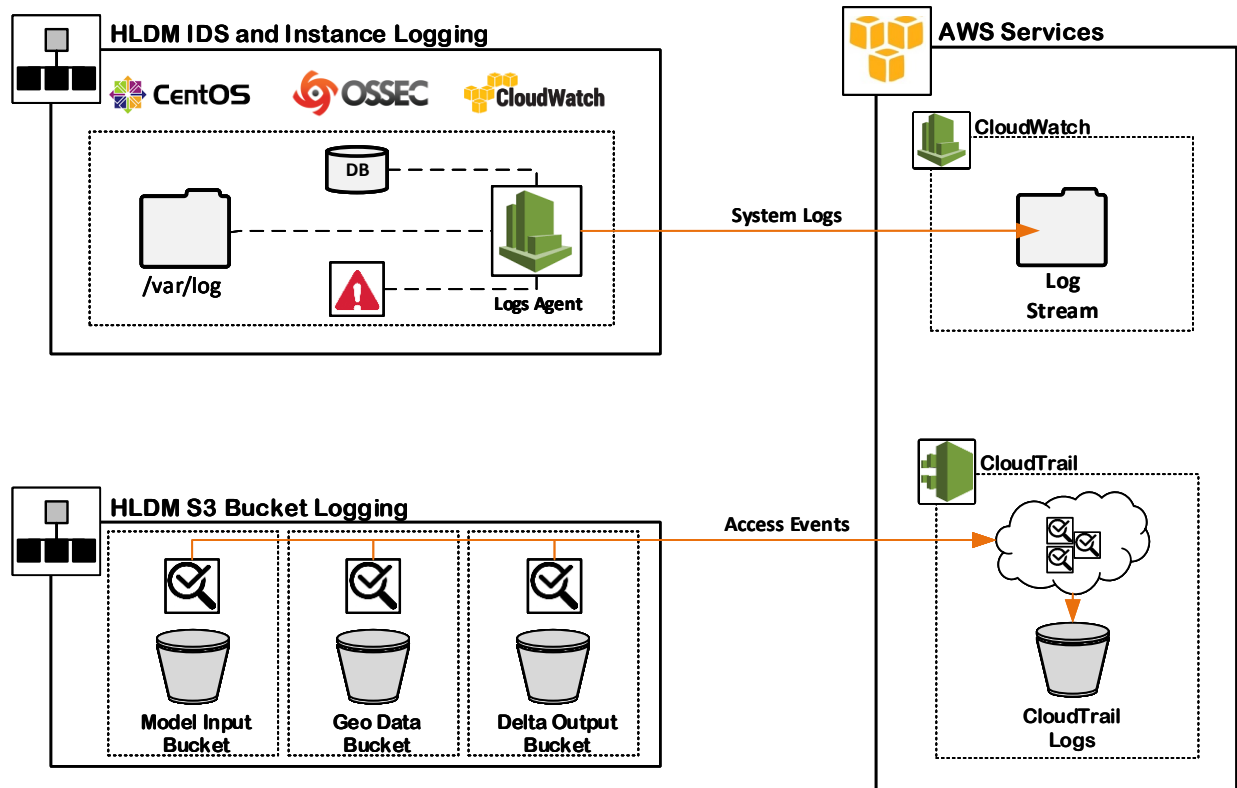 HLDM IDS and Instance Logging
CentOS
OSSEC
CloudWatch
DB
/var/log
Logs Agent
System Logs
AWS Services
CloudWatch
Log
Stream
HLDM S3 Bucket Logging
Model Input
Bucket
Geo Data
Bucket
Delta Output
Bucket
Access Events
CloudTrail
CloudTrail
Logs